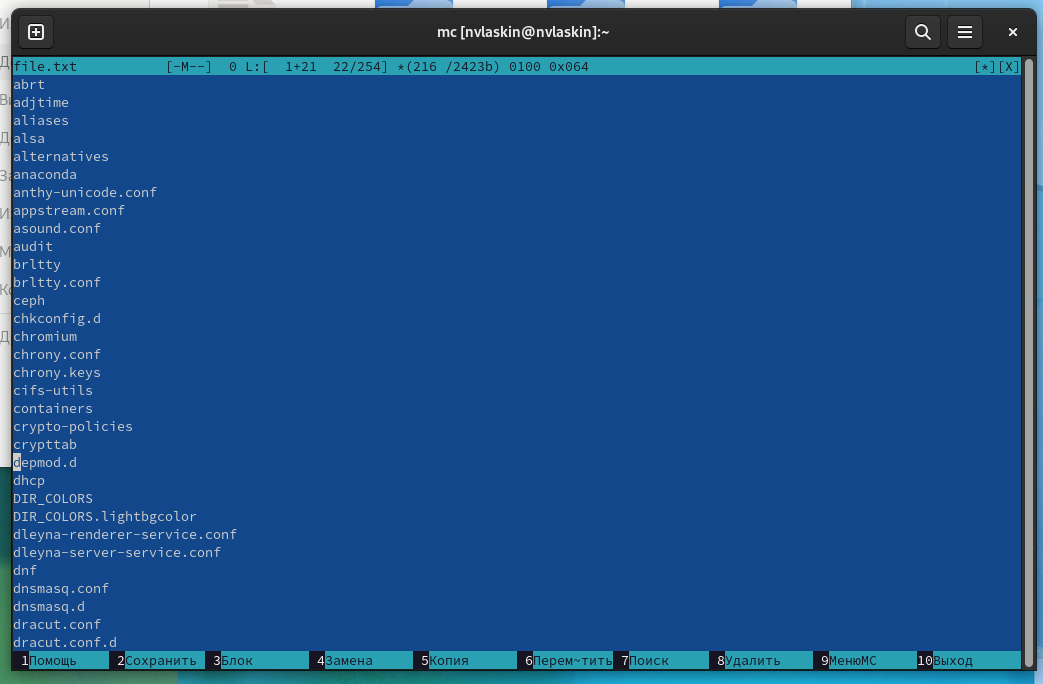 mc [nvlaskin@nvlaskin]:~
file.txt [-M--] 0 L:[ 1+21 22/254] *(216 /2423b) 0100 0x064 [*][X]
abrt
adjtime
aliases
alsa
alternatives
anaconda
anthy-unicode.conf
appstream.conf
asound.conf
audit
brltty
brltty.conf
ceph
chkconfig.d
chromium
chrony.conf
chrony.keys
cifs-utils
containers
crypto-policies
crypttab
depmod.d
dhcp
DIR_COLORS
DIR_COLORS.lightbgcolor
dleyna-renderer-service.conf
dleyna-server-service.conf
dnf
dnsmasq.conf
dnsmasq.d
dracut.conf
dracut.conf.d
1Помощь 2Сохранить 3Блок 4Замена 5Копия 6Перем~тить 7Поиск 8Удалить 9МенюMC 10Выход